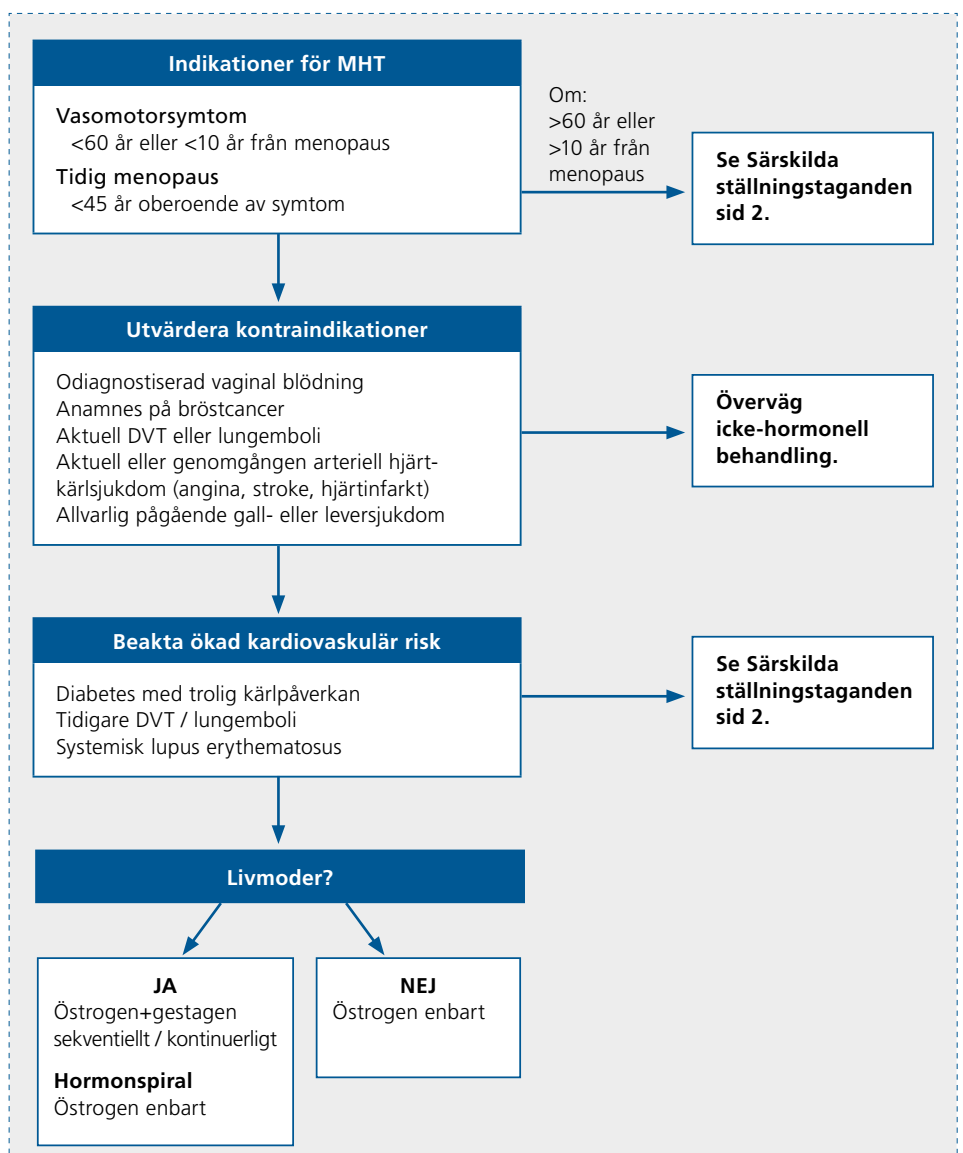 Indikationer för MHT
Vasomotorsymtom
<60 år eller <10 år från menopaus
Tidig menopaus
<45 år oberoende av symtom
Om:
>60 år eller
>10 år från
menopaus
Se Särskilda
ställningstaganden
sid 2.
Utvärdera kontraindikationer
Odiagnostiserad vaginal blödning
Anamnes på bröstcancer
Aktuell DVT eller lungemboli
Aktuell eller genomgången arteriell hjärt-
kärlsjukdom (angina, stroke, hjärtinfarkt)
Allvarlig pågående gall- eller leversjukdom
Överväg
icke-hormonell
behandling.
Beakta ökad kardiovaskulär risk
Diabetes med trolig kärlpåverkan
Tidigare DVT / lungemboli
Systemisk lupus erythematosus
Se Särskilda
ställningstaganden
sid 2.
Livmoder?
JA
Östrogen+gestagen
sekventiellt / kontinuerligt
Hormonspiral
Östrogen enbart
NEJ
Östrogen enbart